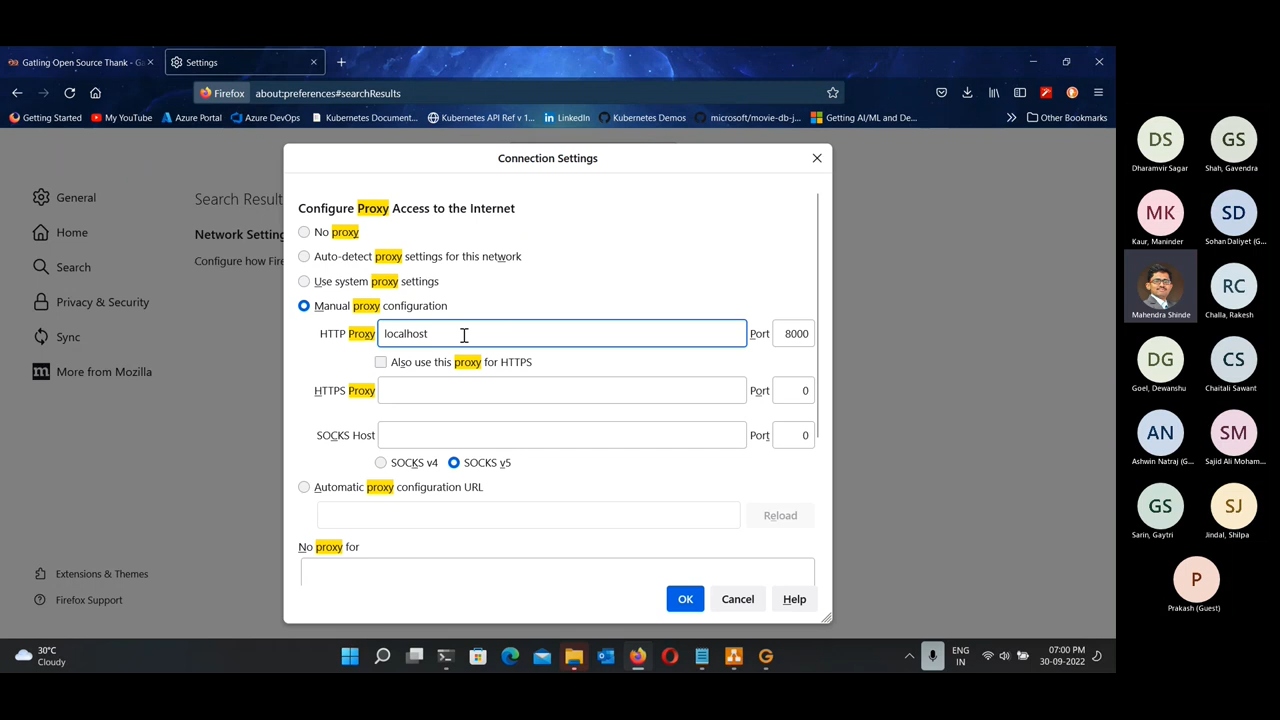 Gatling Open Source Thank - Ga
Settings
Firefox
about:preferences#searchResults
Getting Started
My YouTube
Azure Portal
Azure DevOps
Kubernetes Document...
Kubernetes API Ref v 1...
LinkedIn
Kubernetes Demos
microsoft/movie-db-j...
Getting AI/ML and De...
Other Bookmarks
General
Home
Search
Privacy & Security
Sync
More from Mozilla
Extensions & Themes
Firefox Support
Search Result
Network Setting
Configure how Fire
Connection Settings
Configure Proxy Access to the Internet
No proxy
Auto-detect proxy settings for this network
Use system proxy settings
Manual proxy configuration
HTTP Proxy localhost Port 8000
Also use this proxy for HTTPS
HTTPS Proxy Port 0
SOCKS Host Port 0
SOCKS v4 SOCKS v5
Automatic proxy configuration URL
Reload
No proxy for
OK Cancel Help
DS
Dharamvir Sagar
GS
Shah, Gavendra
MK
Kaur, Maninder
SD
Sohan Daliyet (G...
Mahendra Shinde
RC
Challa, Rakesh
DG
Goel, Dewanshu
CS
Chaitali Sawant
AN
Ashwin Natraj (G...
SM
Sajid Ali Moham...
GS
Sarin, Gaytri
SJ
Jindal, Shilpa
P
Prakash (Guest)
30°C
Cloudy
ENG
IN
07:00 PM
30-09-2022